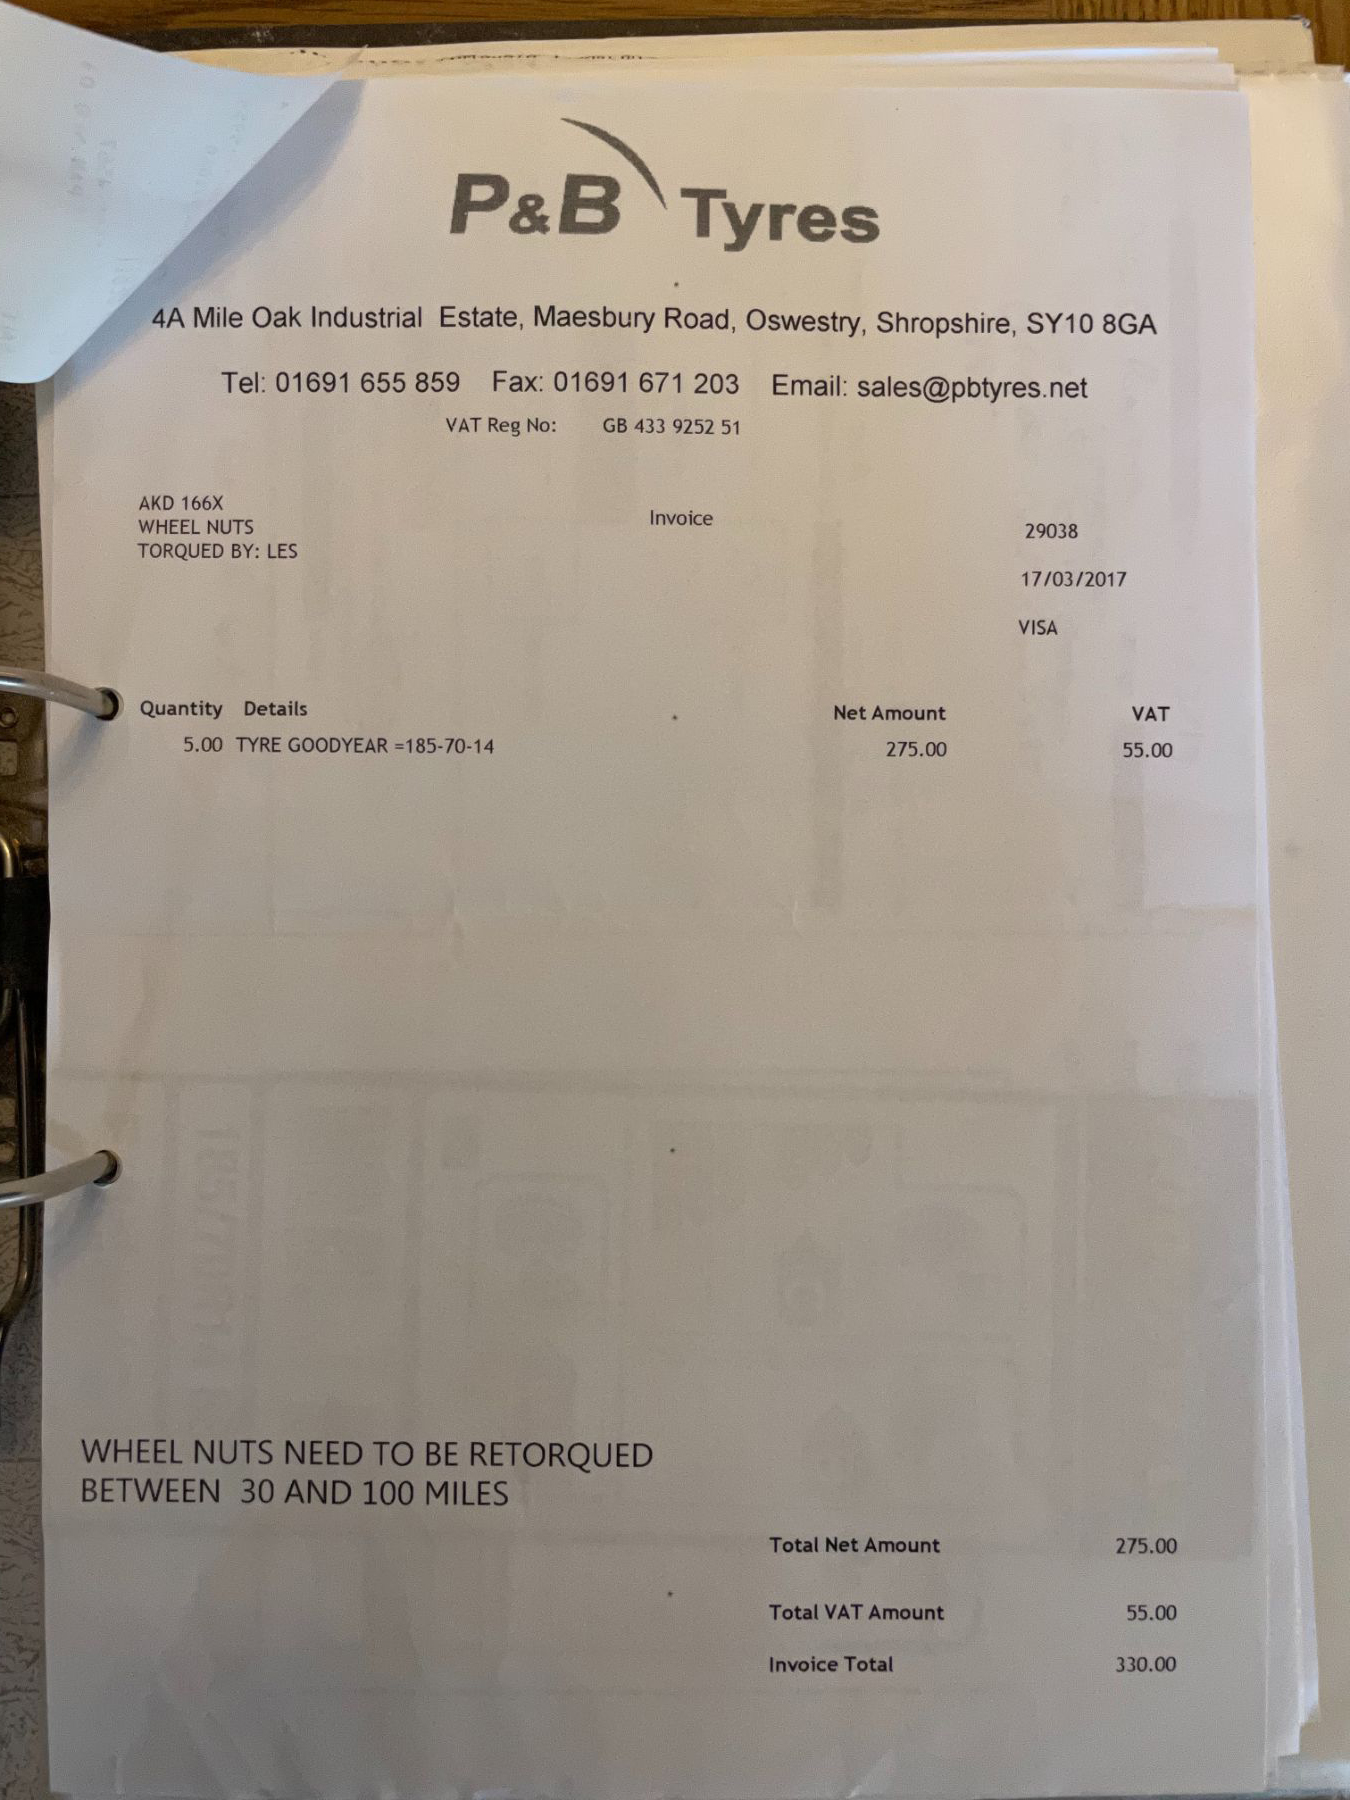 P&B Tyres
4A Mile Oak Industrial Estate, Maesbury Road, Oswestry, Shropshire, SY10 8GA
Tel: 01691 655 859 Fax: 01691 671 203 Email: sales@pbtyres.net
VAT Reg No: GB 433 9252 51
AKD 166X
WHEEL NUTS
TORQUED BY: LES
Invoice
29038
17/03/2017
VISA
Quantity Details Net Amount VAT
5.00 TYRE GOODYEAR =185-70-14 275.00 55.00
WHEEL NUTS NEED TO BE RETORQUED
BETWEEN 30 AND 100 MILES
Total Net Amount 275.00
Total VAT Amount 55.00
Invoice Total 330.00